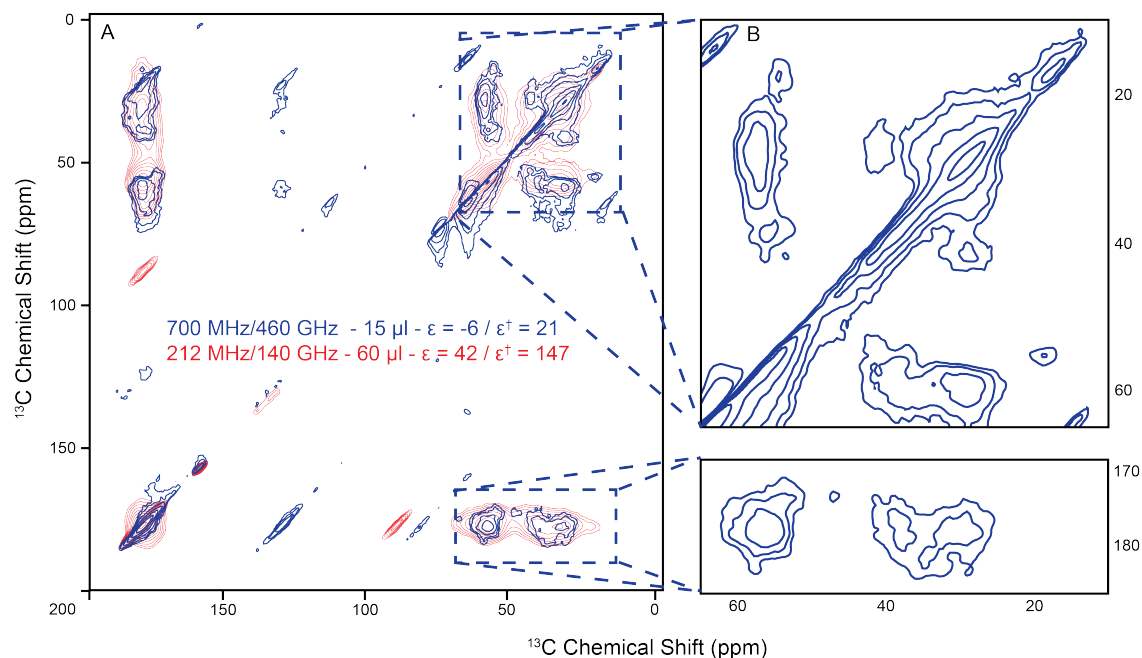 A
B
0
50
100
150
200
150
100
50
0
¹³C Chemical Shift (ppm)
700 MHz/460 GHz - 15 µl - ε = -6 / ε† = 21
212 MHz/140 GHz - 60 µl - ε = 42 / ε† = 147
20
40
60
170
180
60
40
20
¹³C Chemical Shift (ppm)